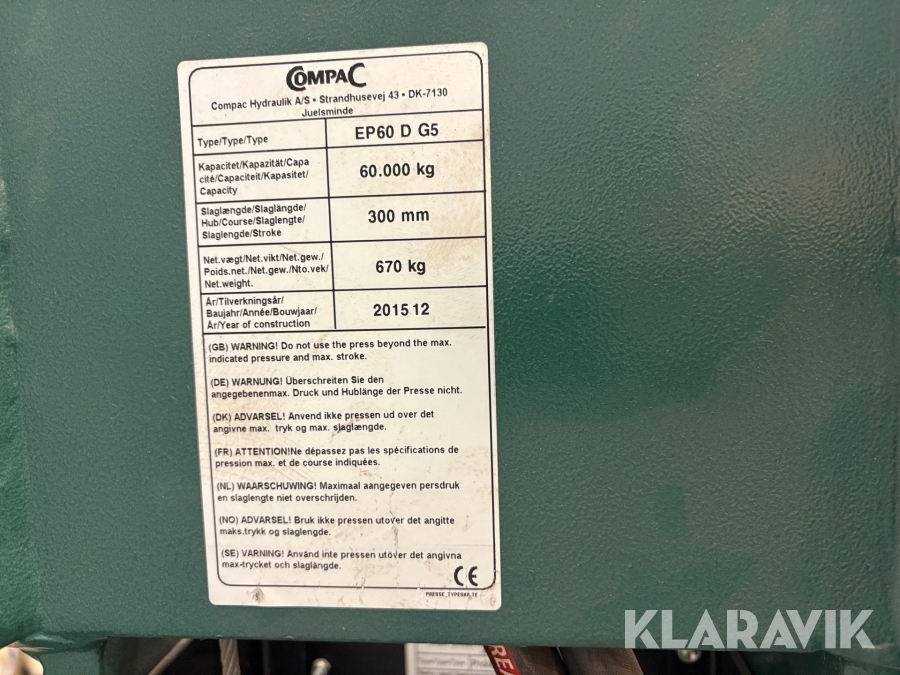 COMPAC
Compac Hydraulik A/S • Strandhusevej 43 • DK-7130
Juelsminde
Type/Type/Type
EP60 D G5
Kapacitet/Kapazität/Capa
cité/Capaciteit/Kapasitet/
Capacity
60.000 kg
Slaglængde/Slaglängde/
Hub/Course/Slaglengte/
Slaglengde/Stroke
300 mm
Net.vægt/Net.vikt/Net.gew./
Poids.net./Net.gew./Nto.vek/
Net.weight.
670 kg
År/Tilverkningsår/
Baujahr/Année/Bouwjaar/
År/Year of construction
2015 12
(GB) WARNING! Do not use the press beyond the max.
indicated pressure and max. stroke.
(DE) WARNUNG! Überschreiten Sie den
angegebenenmax. Druck und Hublänge der Presse nicht.
(DK) ADVARSEL! Anvend ikke pressen ud over det
angivne max. tryk og max. slaglængde.
(FR) ATTENTION!Ne dépassez pas les spécifications de
pression max. et de course indiquées.
(NL) WAARSCHUWING! Maximaal aangegeven persdruk
en slaglengte niet overschrijden.
(NO) ADVARSEL! Bruk ikke pressen utover det angitte
maks.trykk og slaglengde.
(SE) VARNING! Använd inte pressen utöver det angivna
max-trycket och slaglängde.
CE
KLARAVIK